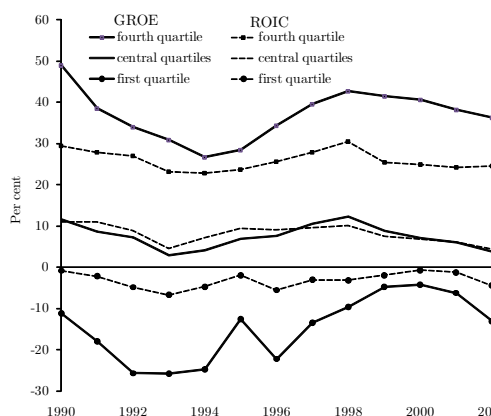 60
GROE ROIC
fourth quartile fourth quartile
50
central quartiles central quartiles
first quartile first quartile
40
30
20
Per cent
10
0
-10
-20
-30
1990 1992 1994 1996 1998 2000